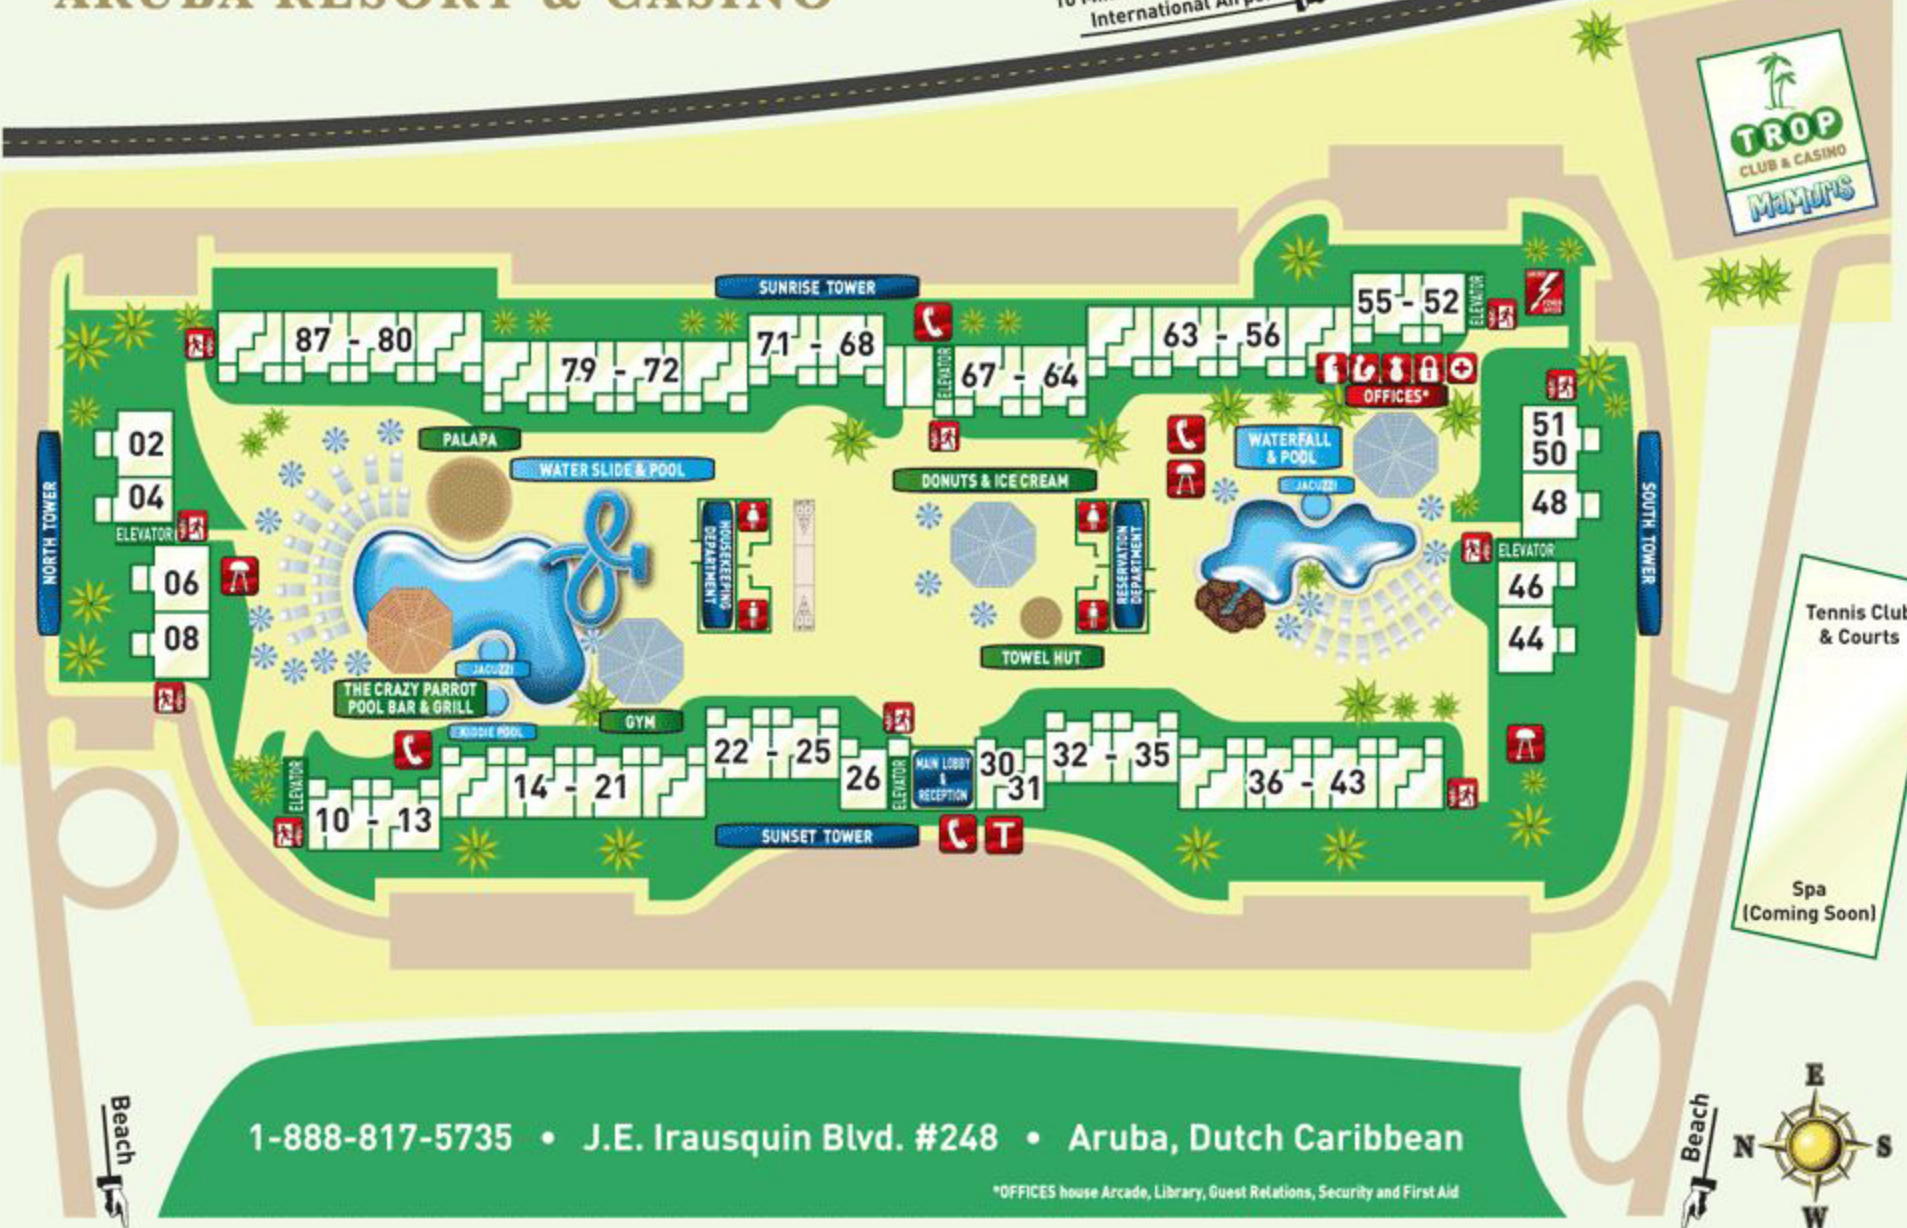 ARUBA RESORT & CASINO
International Airpo
TROP
CLUB & CASINO
MaMbRS
SUNRISE TOWER
55 - 52
ELEVATOR
87 - 80
79 - 72
71 - 68
ELEVATOR
67 - 64
63 - 56
OFFICES*
NORTH TOWER
02
04
ELEVATOR
06
08
PALAPA
WATER SLIDE & POOL
HOUSEKEEPING
DEPARTMENT
DONUTS & ICE CREAM
RESERVATION
DEPARTMENT
TOWEL HUT
WATERFALL
& POOL
JACUZZI
51
50
48
ELEVATOR
46
44
SOUTH TOWER
Tennis Club
& Courts
Spa
(Coming Soon)
JACUZZI
THE CRAZY PARROT
POOL BAR & GRILL
KIDDIE POOL
GYM
ELEVATOR
10 - 13
14 - 21
22 - 25
26
ELEVATOR
MAIN LOBBY
&
RECEPTION
30
31
32 - 35
36 - 43
SUNSET TOWER
T
Beach
Beach
1-888-817-5735 • J.E. Irausquin Blvd. #248 • Aruba, Dutch Caribbean
*OFFICES house Arcade, Library, Guest Relations, Security and First Aid
E
N
S
W